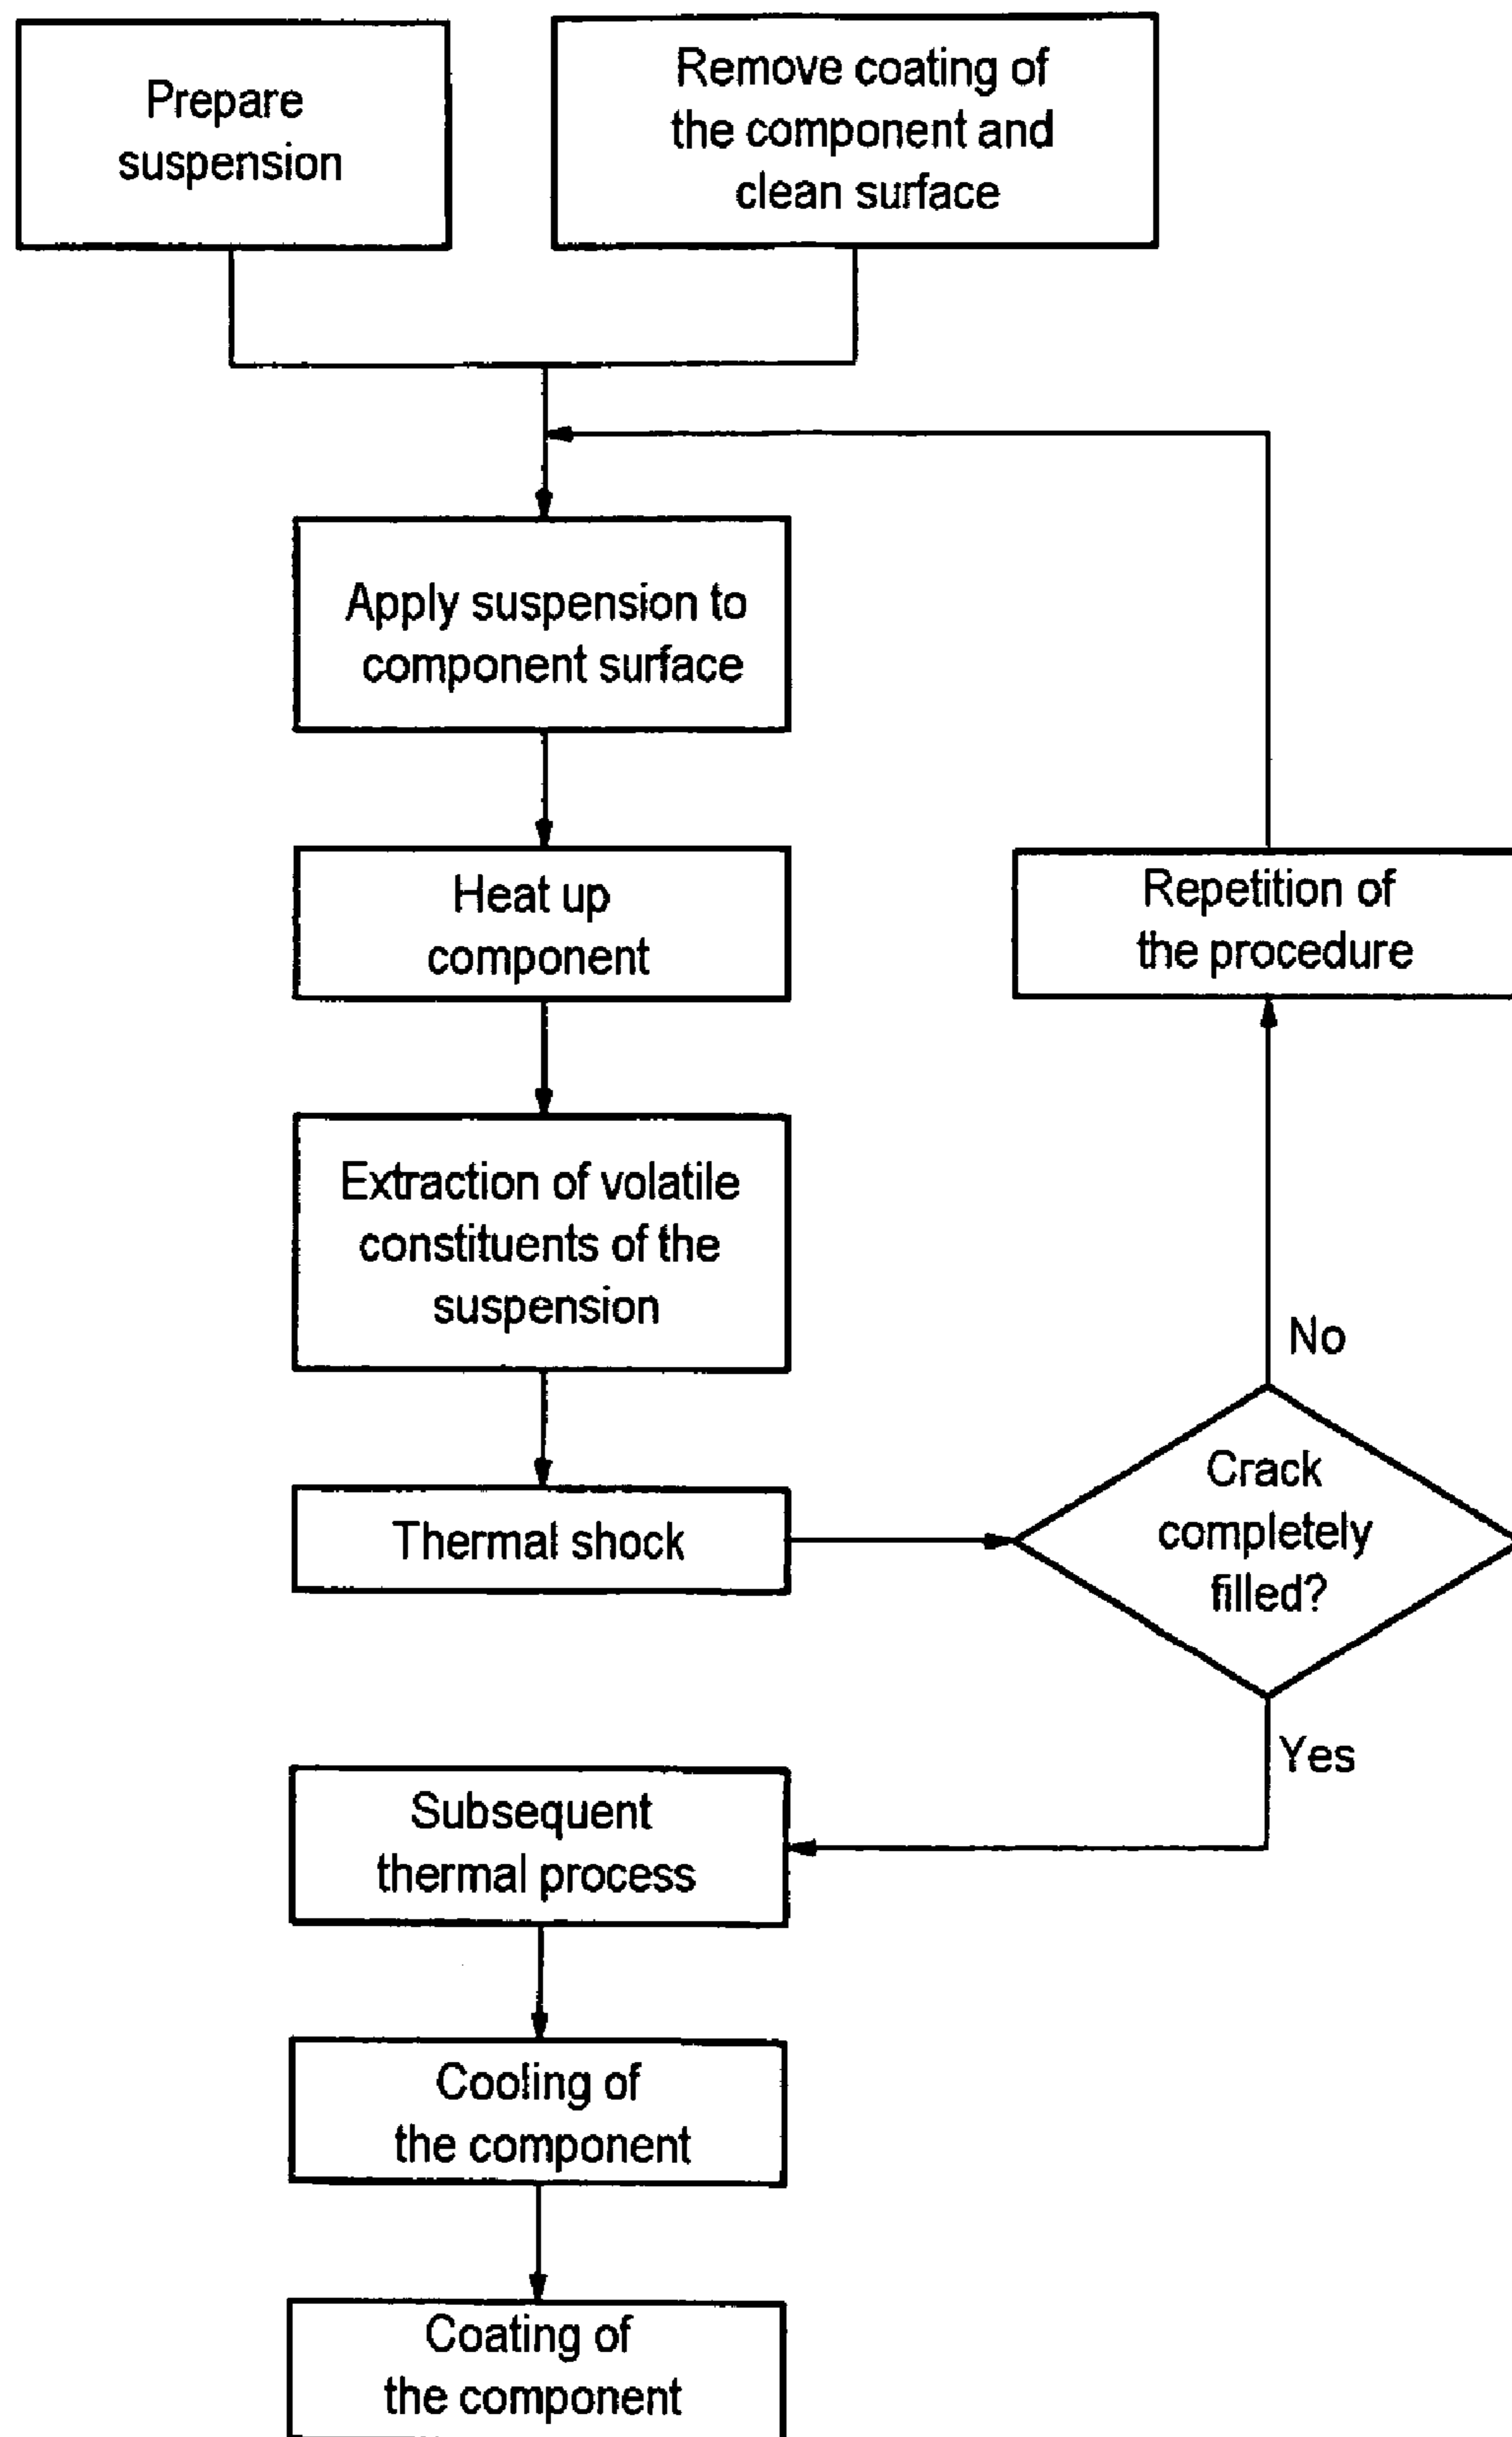 Prepare
suspension
Remove coating of
the component and
clean surface
Apply suspension to
component surface
Heat up
component
Repetition of
the procedure
Extraction of volatile
constituents of the
suspension
No
Thermal shock
Crack
completely
filled?
Yes
Subsequent
thermal process
Cooling of
the component
Coating of
the component